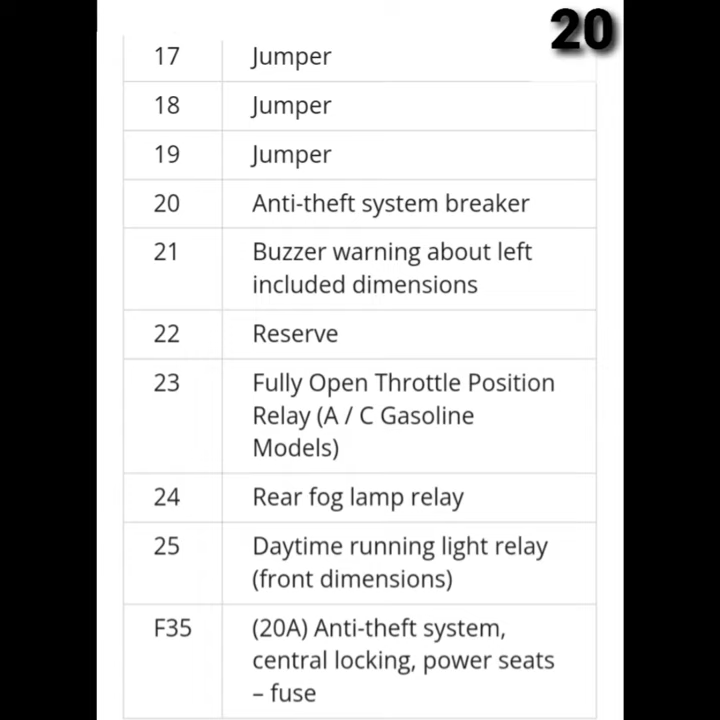 20
17 Jumper
18 Jumper
19 Jumper
20 Anti-theft system breaker
21 Buzzer warning about left
included dimensions
22 Reserve
23 Fully Open Throttle Position
Relay (A / C Gasoline
Models)
24 Rear fog lamp relay
25 Daytime running light relay
(front dimensions)
F35 (20A) Anti-theft system,
central locking, power seats
– fuse